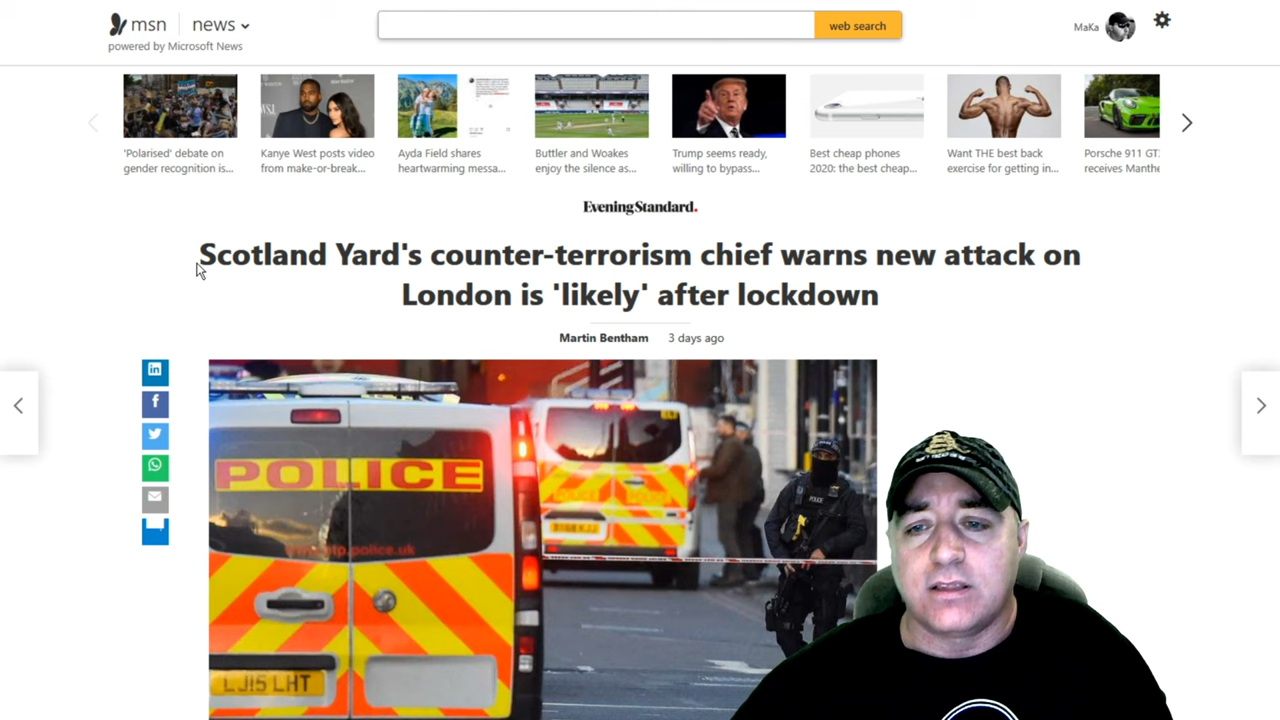 msn
news
web search
MaKa
powered by Microsoft News
'Polarised' debate on
gender recognition is...
Kanye West posts video
from make-or-break...
Ayda Field shares
heartwarming messa...
Buttler and Woakes
enjoy the silence as...
Trump seems ready,
willing to bypass...
Best cheap phones
2020: the best cheap...
Want THE best back
exercise for getting in...
Porsche 911 GT
receives Manthe
Evening Standard.
Scotland Yard's counter-terrorism chief warns new attack on
London is 'likely' after lockdown
Martin Bentham 3 days ago
in
f
POLICE
POLICE
LJ15 LHT